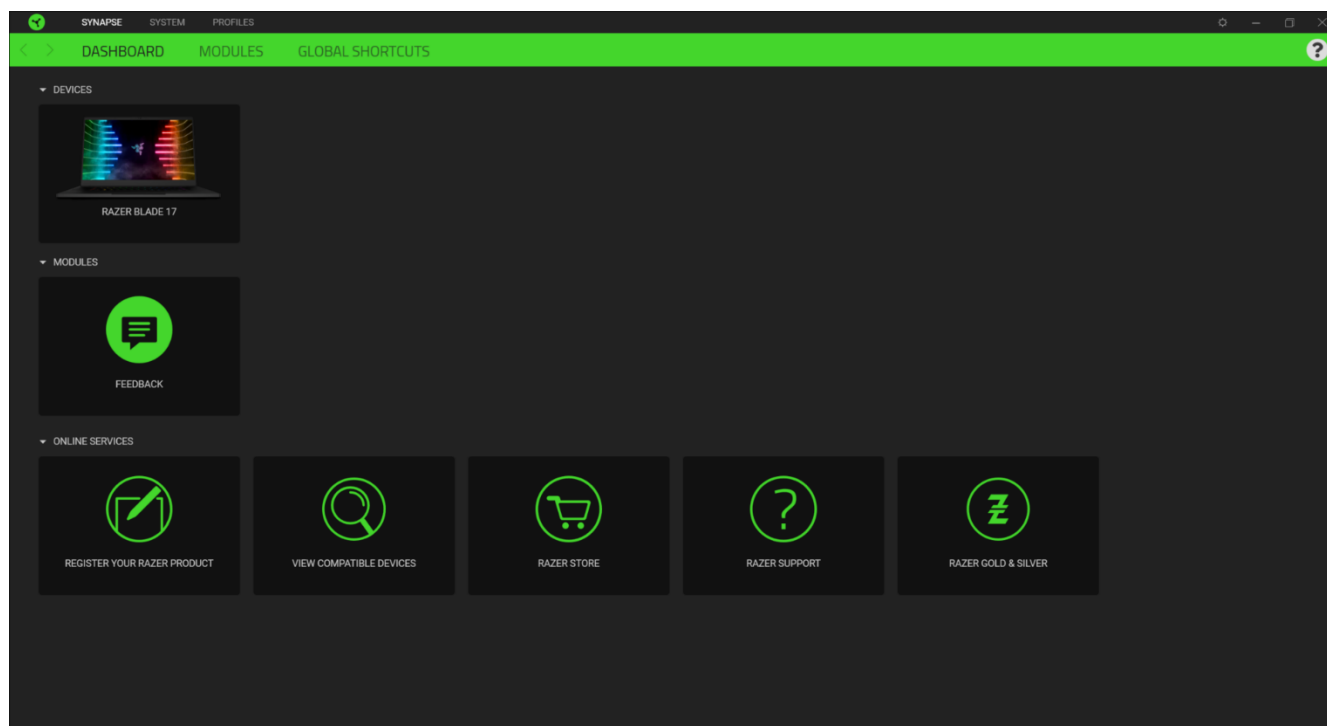 SYNAPSE SYSTEM PROFILES
DASHBOARD MODULES GLOBAL SHORTCUTS
?
DEVICES
RAZER BLADE 17
MODULES
FEEDBACK
ONLINE SERVICES
REGISTER YOUR RAZER PRODUCT
VIEW COMPATIBLE DEVICES
RAZER STORE
?
RAZER SUPPORT
RAZER GOLD & SILVER